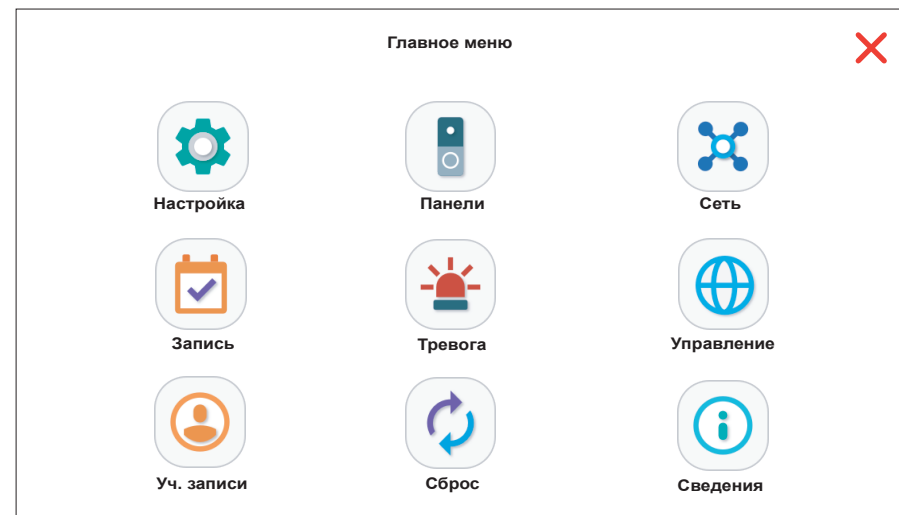 Главное меню
Настройка
Панели
Сеть
Запись
Тревога
Управление
Уч. записи
Сброс
Сведения